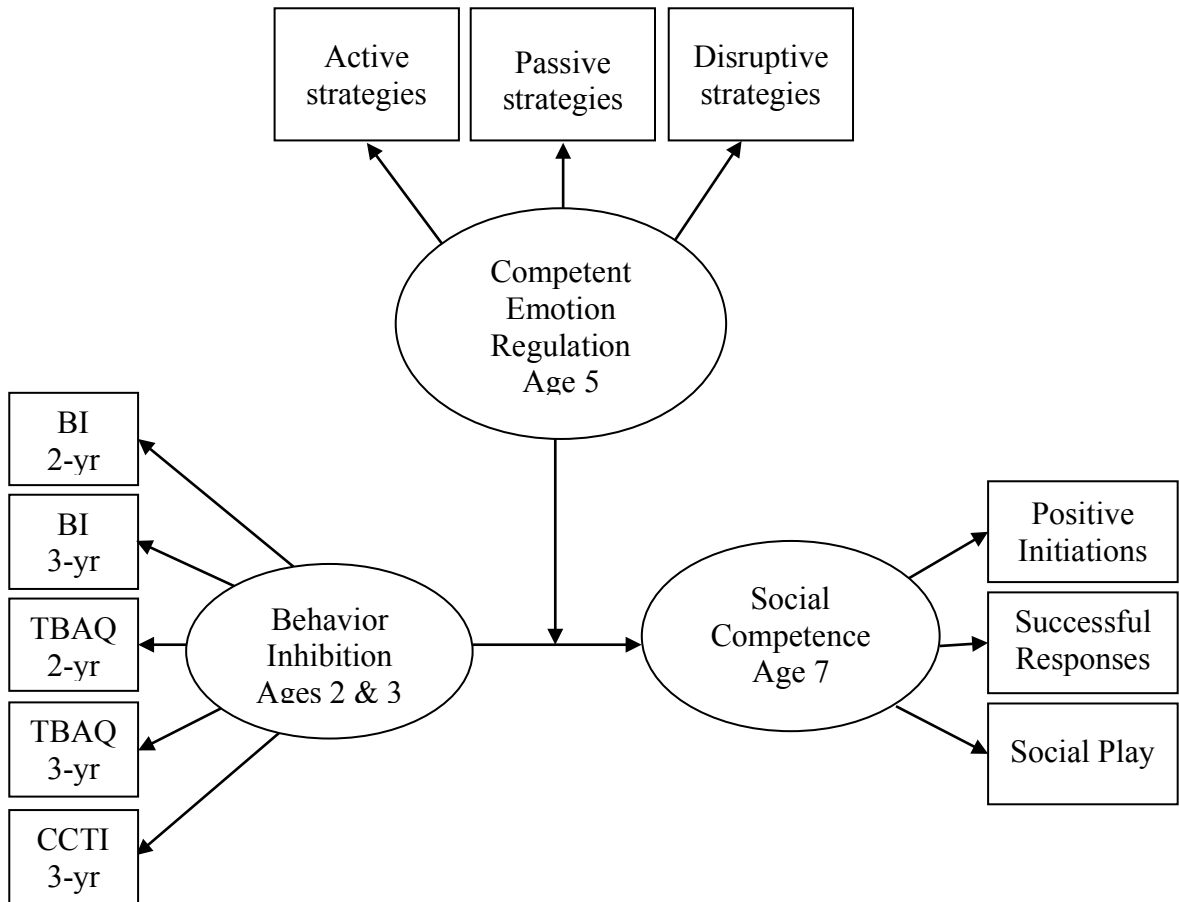 Active
strategies
Passive
strategies
Disruptive
strategies
Competent
Emotion
Regulation
Age 5
BI
2-yr
BI
3-yr
TBAQ
2-yr
TBAQ
3-yr
CCTI
3-yr
Behavior
Inhibition
Ages 2 & 3
Social
Competence
Age 7
Positive
Initiations
Successful
Responses
Social Play